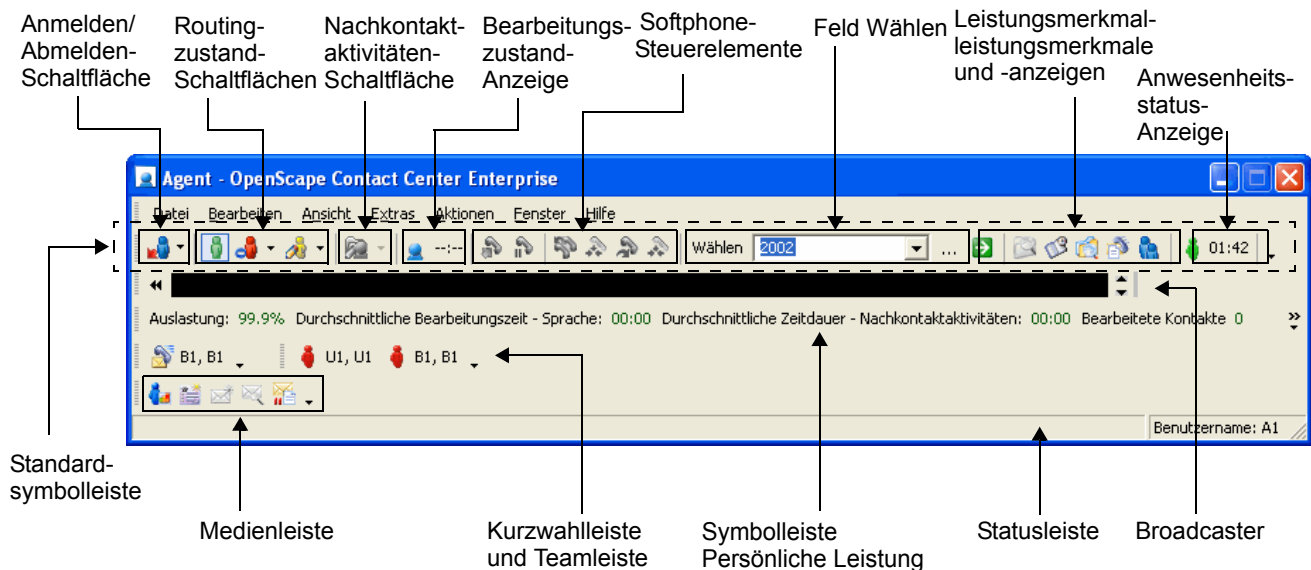 Anmelden/
Abmelden-
Schaltfläche
Routing-
zustand-
Schaltflächen
Nachkontakt-
aktivitäten-
Schaltfläche
Bearbeitungs-
zustand-
Anzeige
Softphone-
Steuerelemente
Feld Wählen
Leistungsmerkmal-
leistungsmerkmale
und -anzeigen
Anwesenheits-
status-
Anzeige
Agent - OpenScape Contact Center Enterprise
Datei Bearbeiten Ansicht Extras Aktionen Fenster Hilfe
--:-- Wählen 2002 ... 01:42
Auslastung: 99.9% Durchschnittliche Bearbeitungszeit - Sprache: 00:00 Durchschnittliche Zeitdauer - Nachkontaktaktivitäten: 00:00 Bearbeitete Kontakte 0
B1, B1 U1, U1 B1, B1
Benutzername: A1
Standard-
symbolleiste
Medienleiste
Kurzwahlleiste
und Teamleiste
Symbolleiste
Persönliche Leistung
Statusleiste
Broadcaster